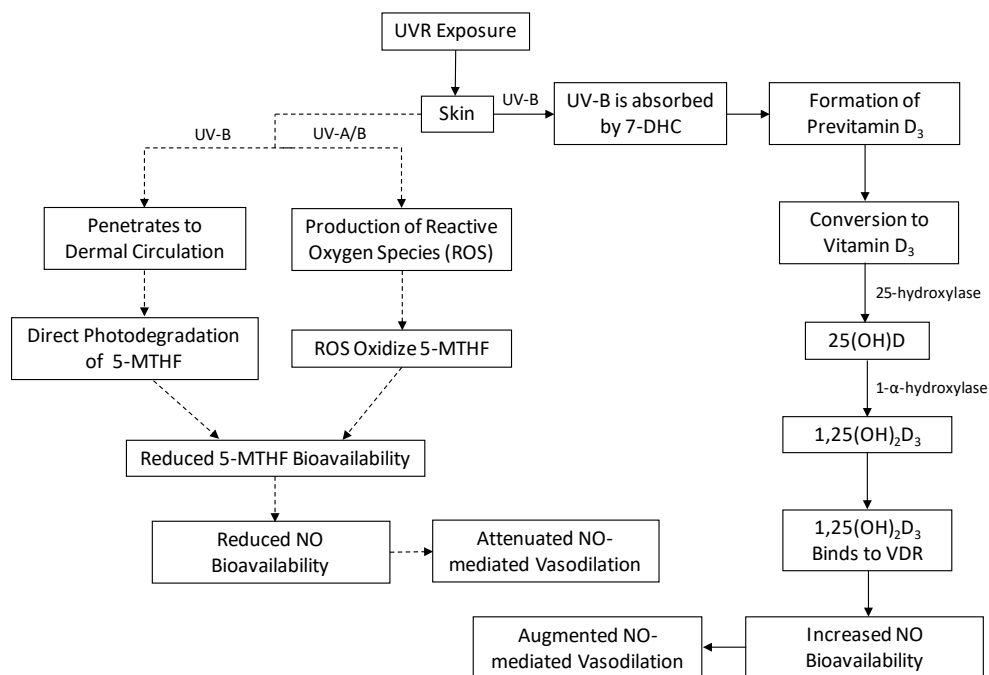 UVR Exposure
Skin
UV-B
UV-B is absorbed
by 7-DHC
Formation of
Previtamin D₃
UV-B
UV-A/B
Penetrates to
Dermal Circulation
Production of Reactive
Oxygen Species (ROS)
Conversion to
Vitamin D₃
25-hydroxylase
Direct Photodegradation
of 5-MTHF
ROS Oxidize 5-MTHF
25(OH)D
1-α-hydroxylase
1,25(OH)₂D₃
Reduced 5-MTHF Bioavailability
1,25(OH)₂D₃
Binds to VDR
Reduced NO
Bioavailability
Attenuated NO-
mediated Vasodilation
Augmented NO-
mediated Vasodilation
Increased NO
Bioavailability